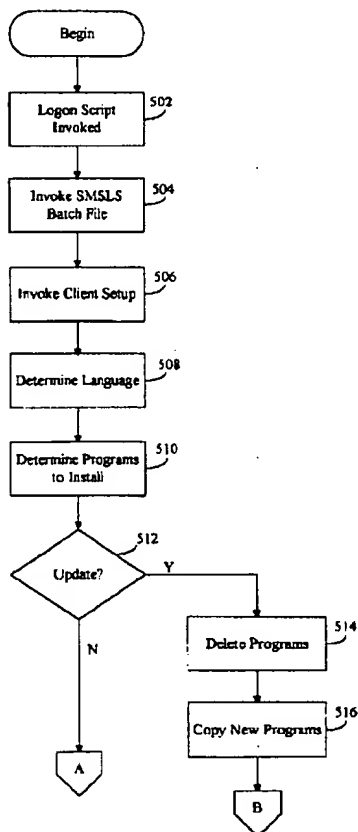 Begin
502
Logon Script
Invoked
504
Invoke SMSLS
Batch File
506
Invoke Client Setup
508
Determine Language
510
Determine Programs
to Install
512
Update?
Y
N
514
Delete Programs
516
Copy New Programs
A
B